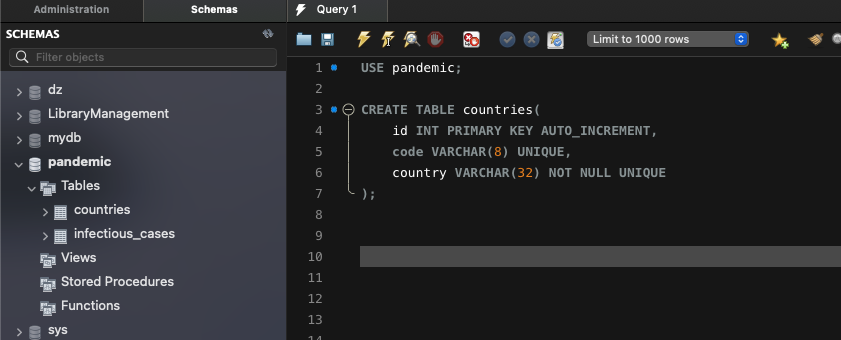 Administration
Schemas
SCHEMAS
Filter objects
dz
LibraryManagement
mydb
pandemic
Tables
countries
infectious_cases
Views
Stored Procedures
Functions
sys
Query 1
Limit to 1000 rows
1 USE pandemic;
2
3 CREATE TABLE countries(
4 id INT PRIMARY KEY AUTO_INCREMENT,
5 code VARCHAR(8) UNIQUE,
6 country VARCHAR(32) NOT NULL UNIQUE
7 );
8
9
10
11
12
13
14